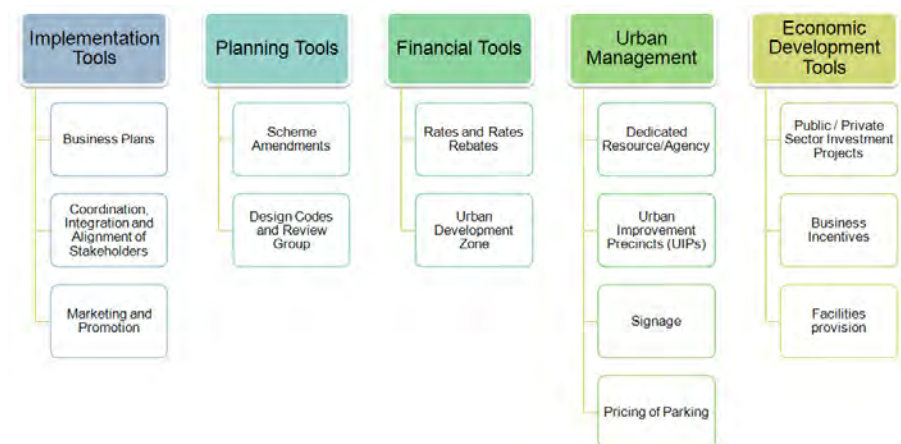 Implementation
Tools
Business Plans
Coordination,
Integration and
Alignment of
Stakeholders
Marketing and
Promotion
Planning Tools
Scheme
Amendments
Design Codes
and Review
Group
Financial Tools
Rates and Rates
Rebates
Urban
Development
Zone
Urban
Management
Dedicated
Resource/Agency
Urban
Improvement
Precincts (UIPs)
Signage
Pricing of Parking
Economic
Development
Tools
Public / Private
Sector Investment
Projects
Business
Incentives
Facilities
provision